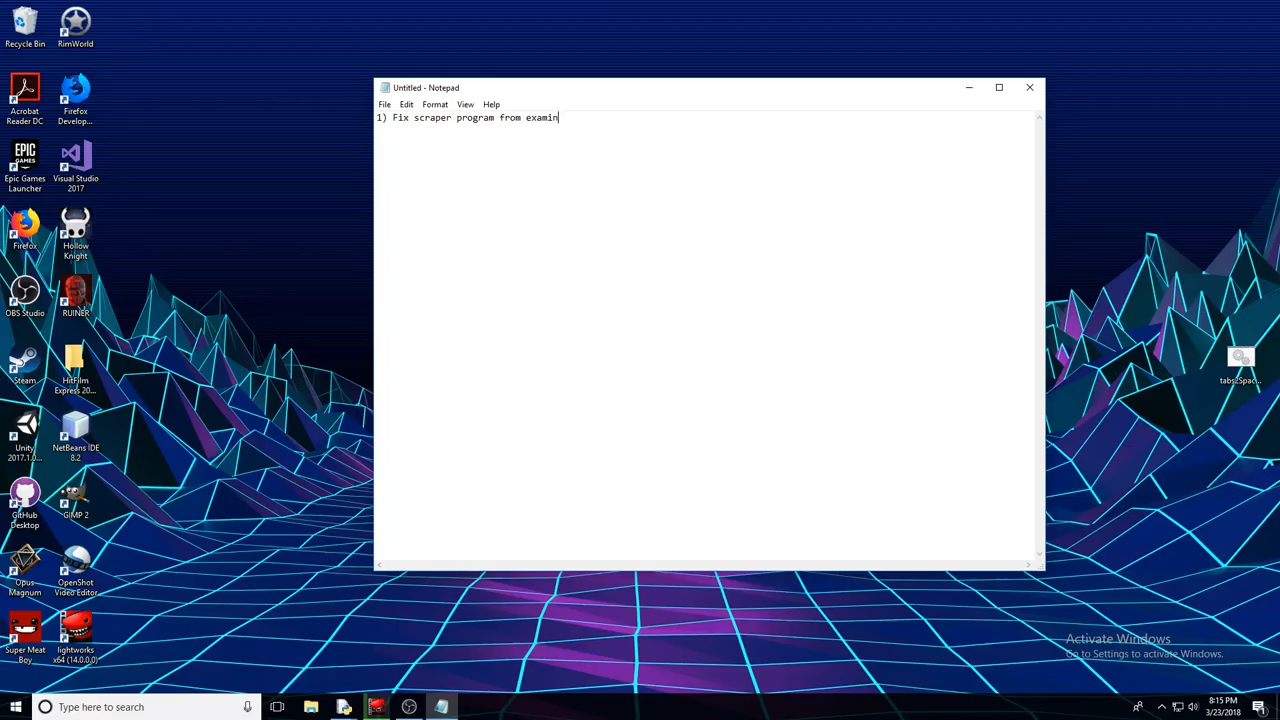 Recycle Bin
RimWorld
Acrobat
Reader DC
Firefox
Develop...
EPIC
GAMES
Epic Games
Launcher
Visual Studio
2017
Firefox
Hollow
Knight
OBS Studio
RUINER
Steam
HitFilm
Express 20...
Unity
2017.1.0...
NetBeans IDE
8.2
GitHub
Desktop
GIMP 2
Opus
Magnum
OpenShot
Video Editor
Super Meat
Boy
lightworks
x64 (14.0.0.0)
Untitled - Notepad
File Edit Format View Help
1) Fix scraper program from examin
tabs2Spac...
Activate Windows
Go to Settings to activate Windows.
Type here to search
8:15 PM
3/23/2018
1